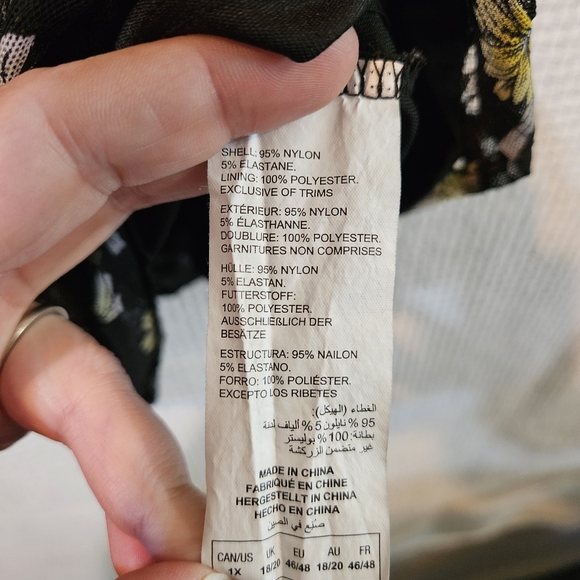 SHELL: 95% NYLON
5% ELASTANE.
LINING: 100% POLYESTER.
EXCLUSIVE OF TRIMS
EXTÉRIEUR: 95% NYLON
5% ÉLASTHANNE.
DOUBLURE: 100% POLYESTER.
GARNITURES NON COMPRISES
HÜLLE: 95% NYLON
5% ELASTAN.
FUTTERSTOFF:
100% POLYESTER.
AUSSCHLIEßLICH DER
BESÄTZE
ESTRUCTURA: 95% NAILON
5% ELASTANO.
FORRO: 100% POLIÉSTER.
EXCEPTO LOS RIBETES
الغطاء (الهيكل):
95 % نايلون 5 % ألياف لدنة
بطانة: 100 % بوليستر
غير متضمن الزركشة
MADE IN CHINA
FABRIQUÉ EN CHINE
HERGESTELLT IN CHINA
HECHO EN CHINA
صنع في الصين
CAN/US UK EU AU FR
1X 18/20 46/48 18/20 46/48